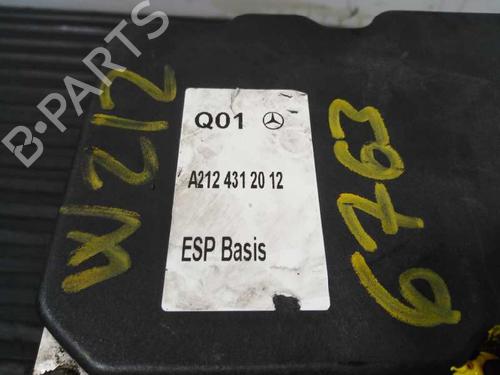 W212
Q01
A212 431 20 12
ESP Basis
6763
B-PARTS